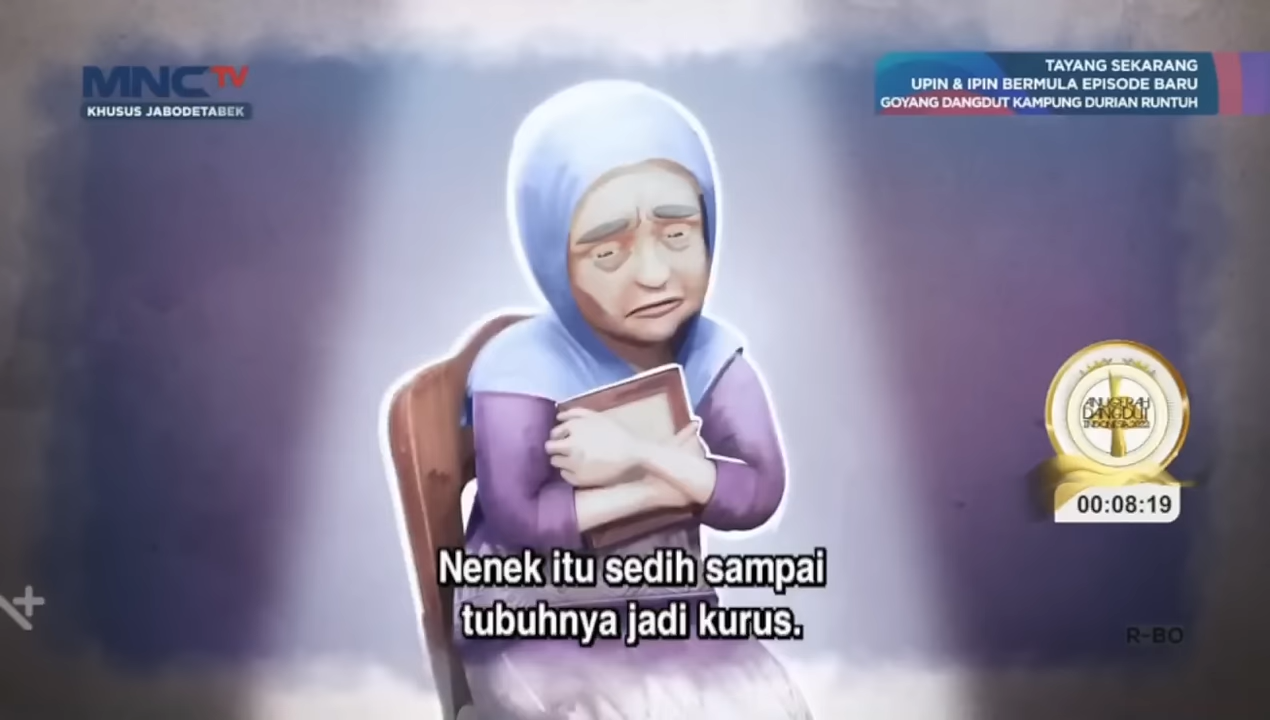 MNCTV
KHUSUS JABODETABEK
TAYANG SEKARANG
UPIN & IPIN BERMULA EPISODE BARU
GOYANG DANGDUT KAMPUNG DURIAN RUNTUH
ANUGERAH
DANGDUT
INDONESIA 2022
00:08:19
Nenek itu sedih sampai
tubuhnya jadi kurus.
R-BO